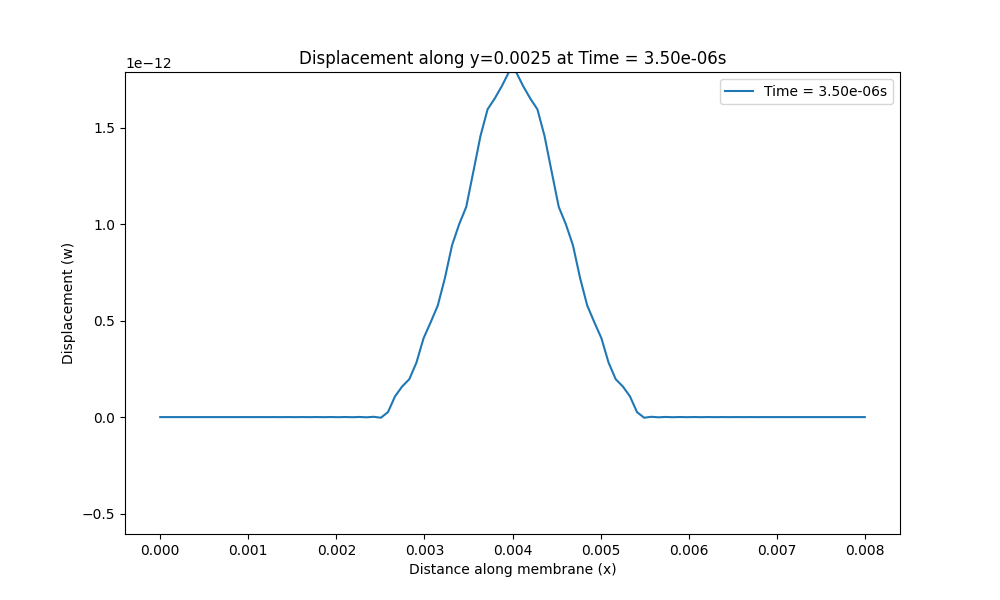 Displacement along y=0.0025 at Time = 3.50e-06s
1e−12
Time = 3.50e-06s
1.5
1.0
0.5
0.0
−0.5
Displacement (w)
0.000 0.001 0.002 0.003 0.004 0.005 0.006 0.007 0.008
Distance along membrane (x)